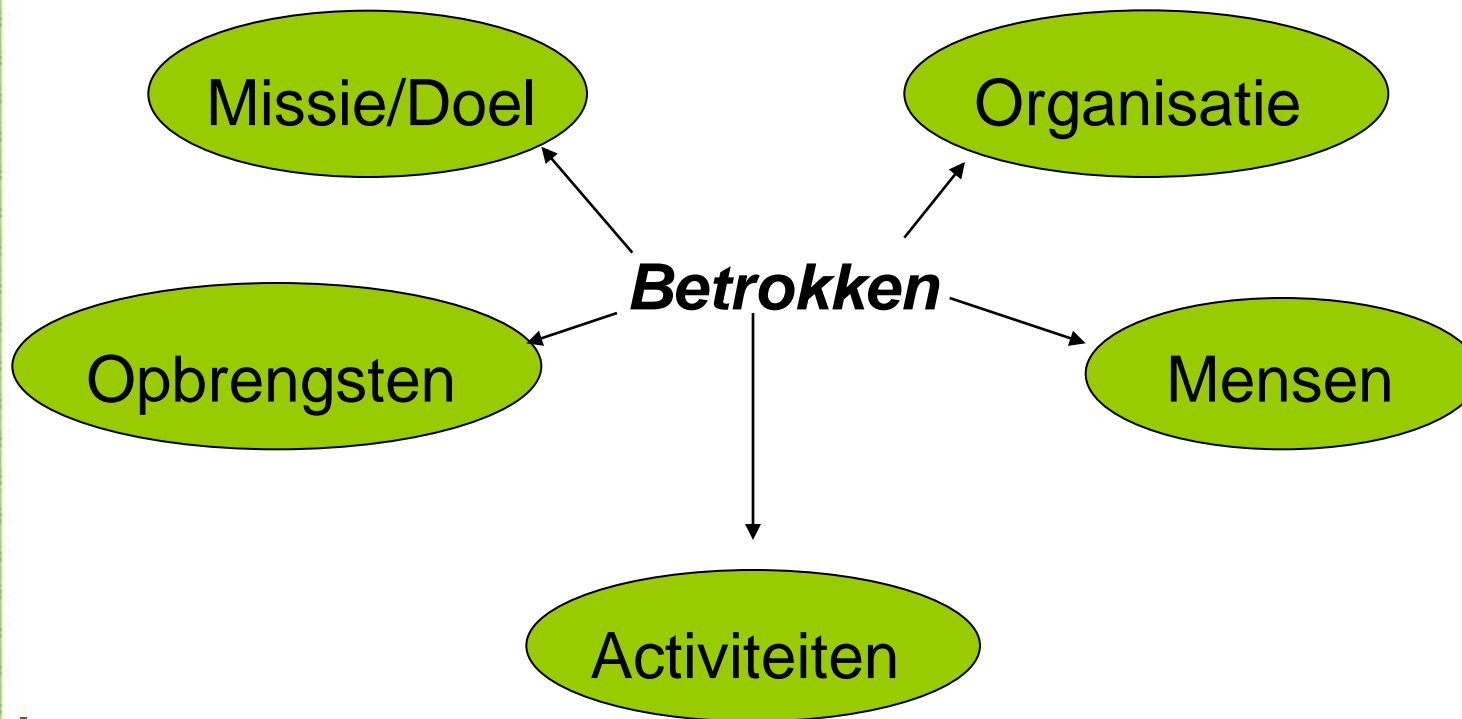 Missie/Doel
Organisatie
Betrokken
Opbrengsten
Mensen
Activiteiten